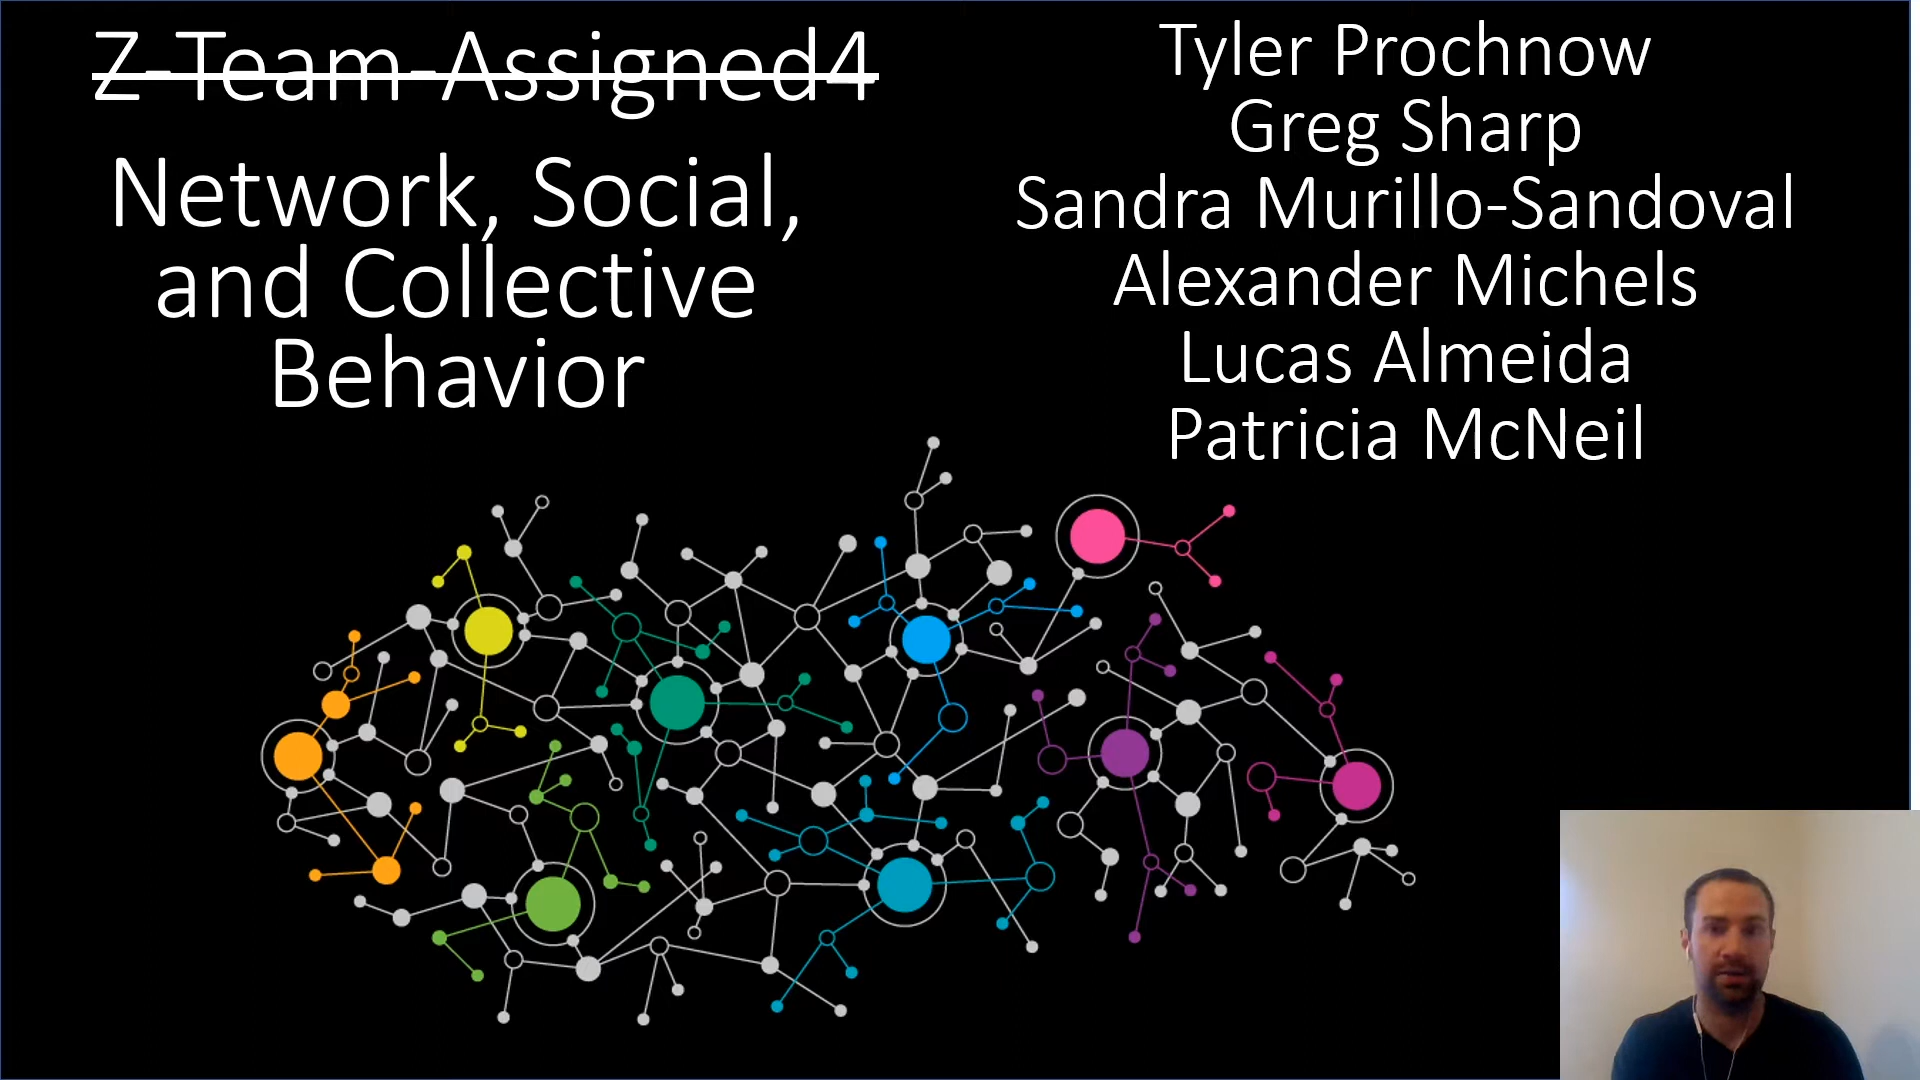 Z-Team-Assigned4
Network, Social,
and Collective
Behavior
Tyler Prochnow
Greg Sharp
Sandra Murillo-Sandoval
Alexander Michels
Lucas Almeida
Patricia McNeil